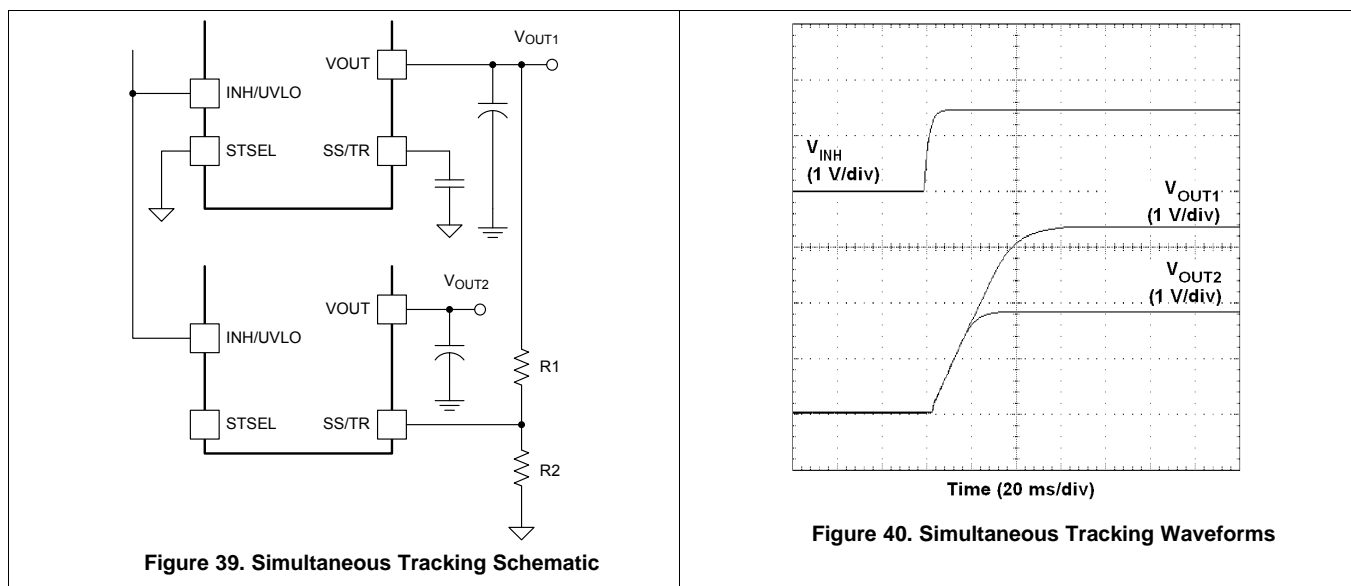 VOUT1
VOUT
INH/UVLO
STSEL
SS/TR
VOUT2
VOUT
INH/UVLO
R1
STSEL
SS/TR
R2
Figure 39. Simultaneous Tracking Schematic
VINH
(1 V/div)
VOUT1
(1 V/div)
VOUT2
(1 V/div)
Time (20 ms/div)
Figure 40. Simultaneous Tracking Waveforms